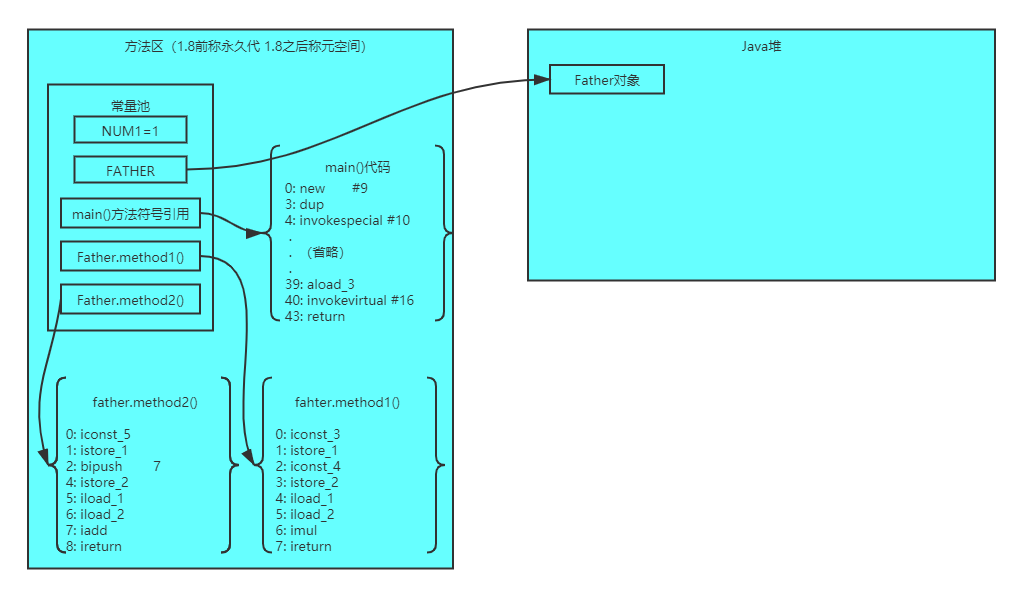 方法区（1.8前称永久代 1.8之后称元空间）
常量池
NUM1=1
FATHER
main()方法符号引用
Father.method1()
Father.method2()
main()代码
0: new #9
3: dup
4: invokespecial #10
.
. （省略）
.
39: aload_3
40: invokevirtual #16
43: return
father.method2()
0: iconst_5
1: istore_1
2: bipush 7
4: istore_2
5: iload_1
6: iload_2
7: iadd
8: ireturn
fahter.method1()
0: iconst_3
1: istore_1
2: iconst_4
3: istore_2
4: iload_1
5: iload_2
6: imul
7: ireturn
Java堆
Father对象